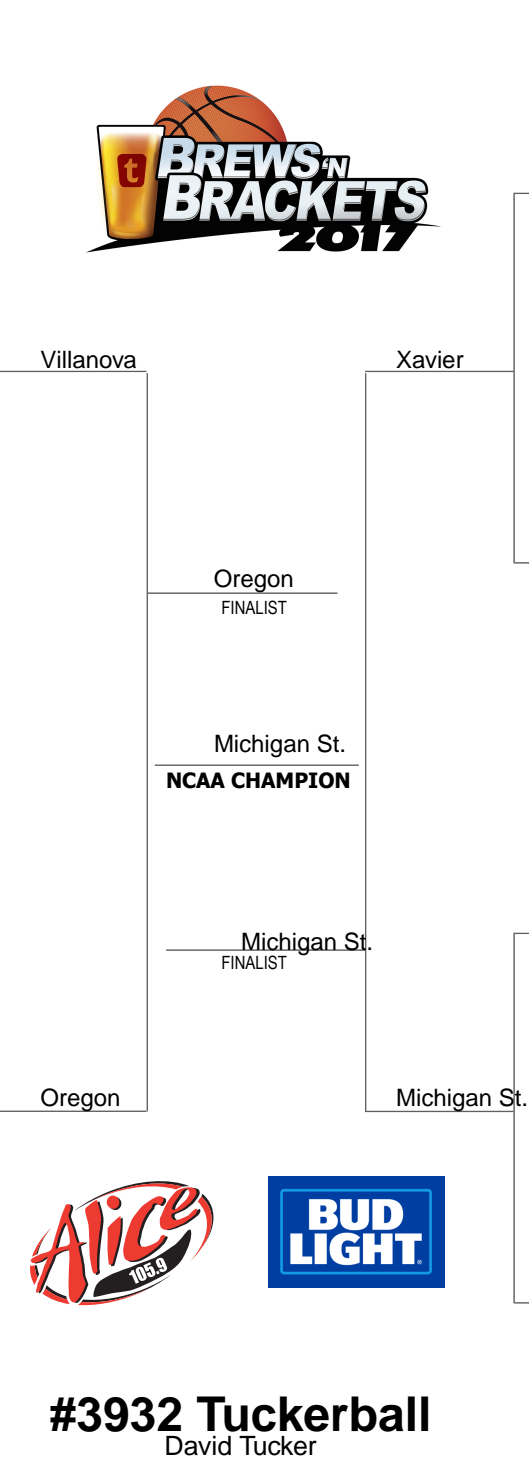 t
BREWS 'N
BRACKETS
2017
Villanova
Xavier
Oregon
FINALIST
Michigan St.
NCAA CHAMPION
Michigan St.
FINALIST
Oregon
Michigan St.
Alice
105.9
BUD
LIGHT.
#3932 Tuckerball
David Tucker